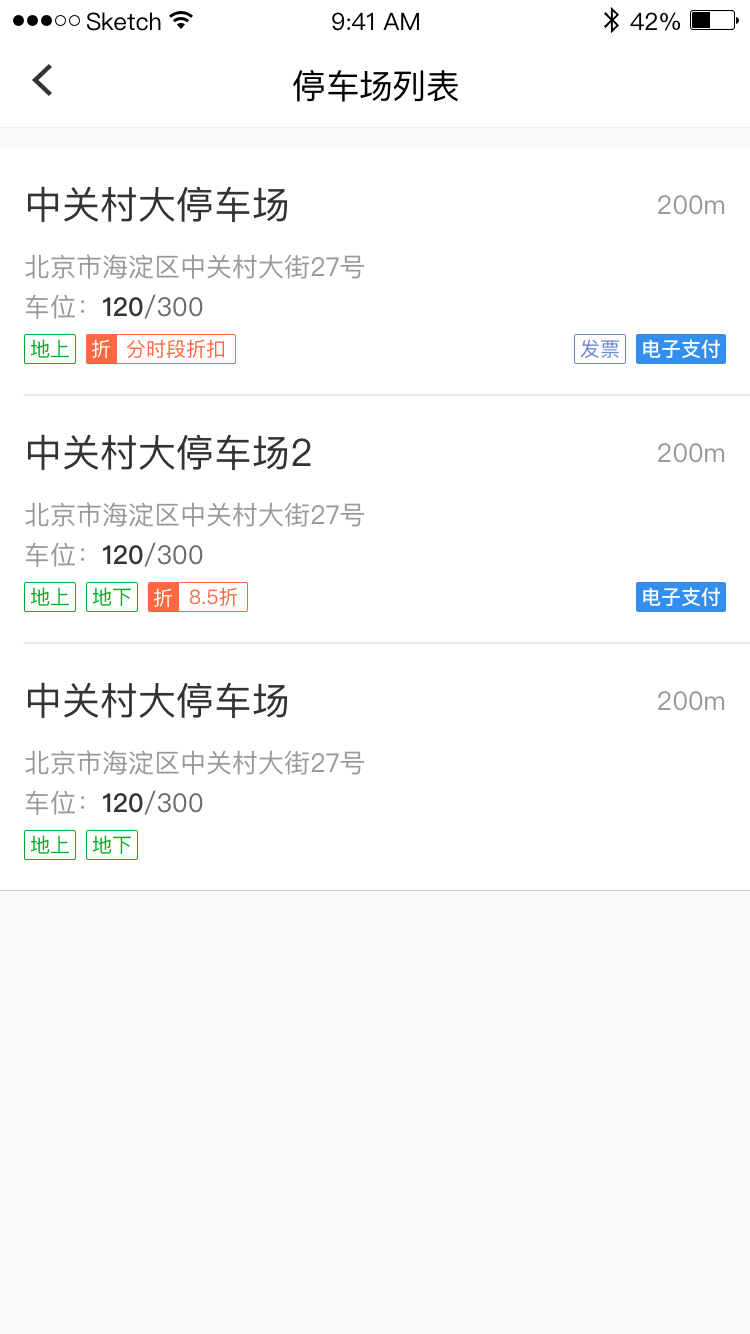 Sketch 9:41 AM 42%
停车场列表
中关村大停车场 200m
北京市海淀区中关村大街27号
车位：120/300
地上 折 分时段折扣 发票 电子支付
中关村大停车场2 200m
北京市海淀区中关村大街27号
车位：120/300
地上 地下 折 8.5折 电子支付
中关村大停车场 200m
北京市海淀区中关村大街27号
车位：120/300
地上 地下